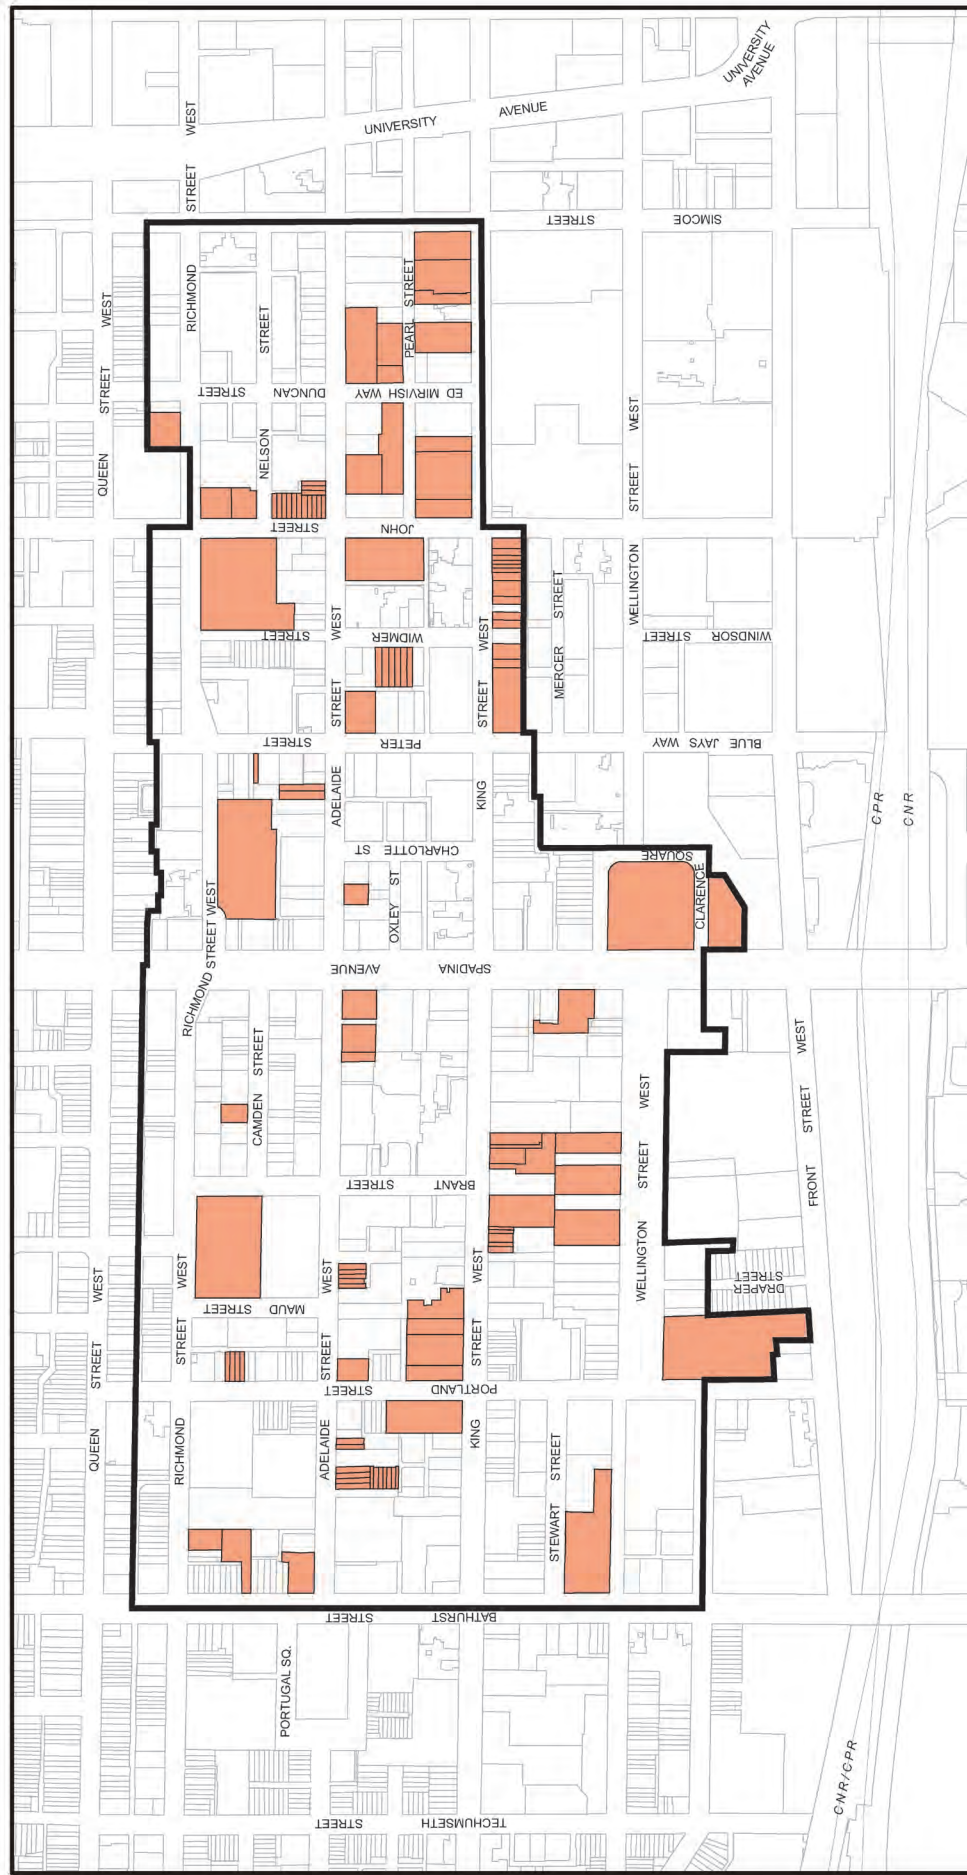 UNIVERSITY
AVENUE
UNIVERSITY AVENUE
STREET WEST
STREET SIMCOE
QUEEN STREET WEST
RICHMOND
STREET
NELSON
PEARL STREET
STREET DUNCAN
ED MIRVISH WAY
STREET JOHN
WELLINGTON STREET WEST
STREET WIDMER
ADELAIDE STREET WEST
KING STREET WEST
MERCER STREET
WINDSOR STREET
STREET PETER
BLUE JAYS WAY
CPR
CNR
CHARLOTTE ST
OXLEY ST
CLARENCE
SQUARE
RICHMOND STREET WEST
SPADINA AVENUE
CAMDEN STREET
BRANT STREET
FRONT STREET WEST
WELLINGTON STREET WEST
DRAPER
STREET
MAUD STREET
QUEEN STREET WEST
RICHMOND STREET WEST
ADELAIDE STREET WEST
KING STREET WEST
PORTLAND STREET
STEWART STREET
BATHURST STREET
PORTUGAL SQ.
TECHUMSETH STREET
CNR/CPR